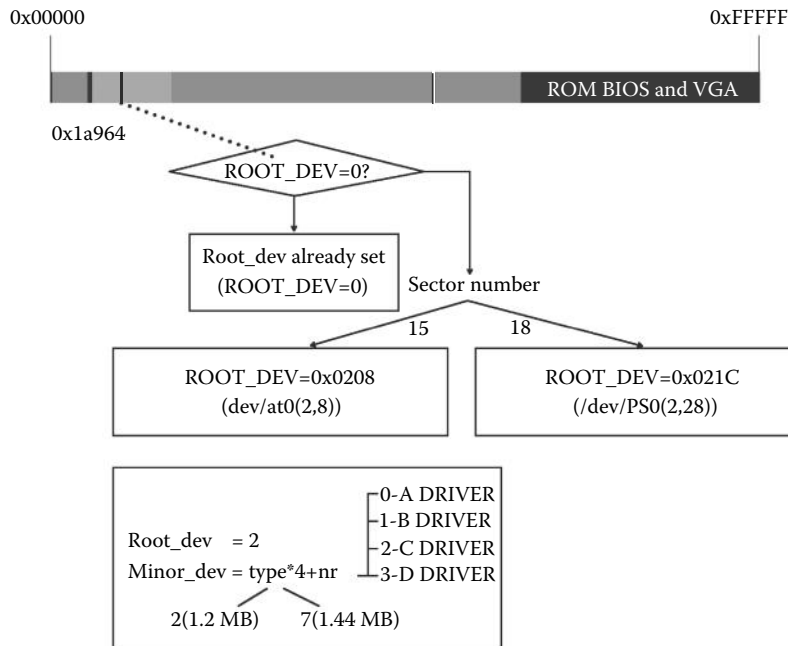 0x00000 0xFFFFF
ROM BIOS and VGA
0x1a964
ROOT_DEV=0?
Root_dev already set
(ROOT_DEV=0)
Sector number
15 18
ROOT_DEV=0x0208
(dev/at0(2,8))
ROOT_DEV=0x021C
(/dev/PS0(2,28))
0-A DRIVER
1-B DRIVER
Root_dev = 2
2-C DRIVER
Minor_dev = type*4+nr
3-D DRIVER
2(1.2 MB) 7(1.44 MB)